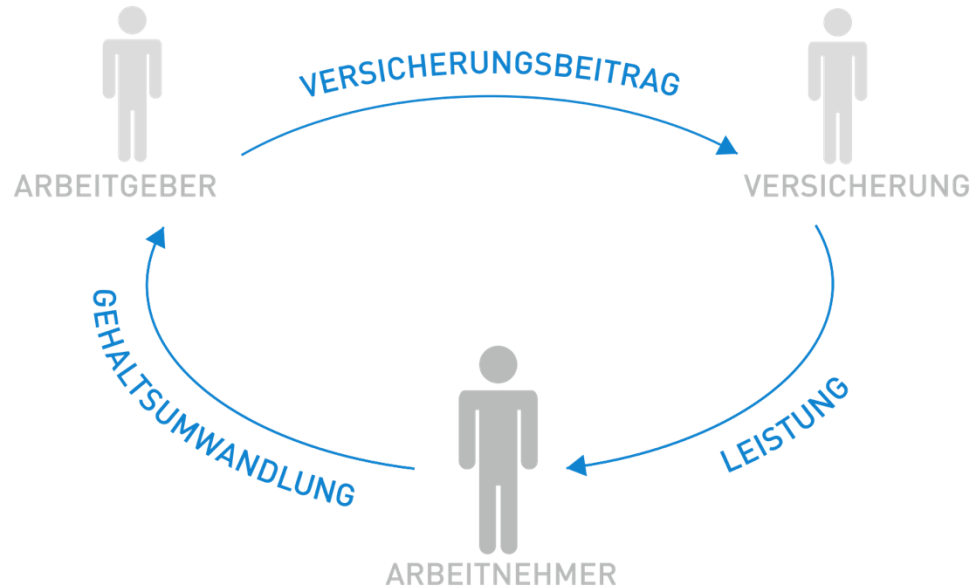 VERSICHERUNGSBEITRAG
ARBEITGEBER
VERSICHERUNG
GEHALTSUMWANDLUNG
LEISTUNG
ARBEITNEHMER